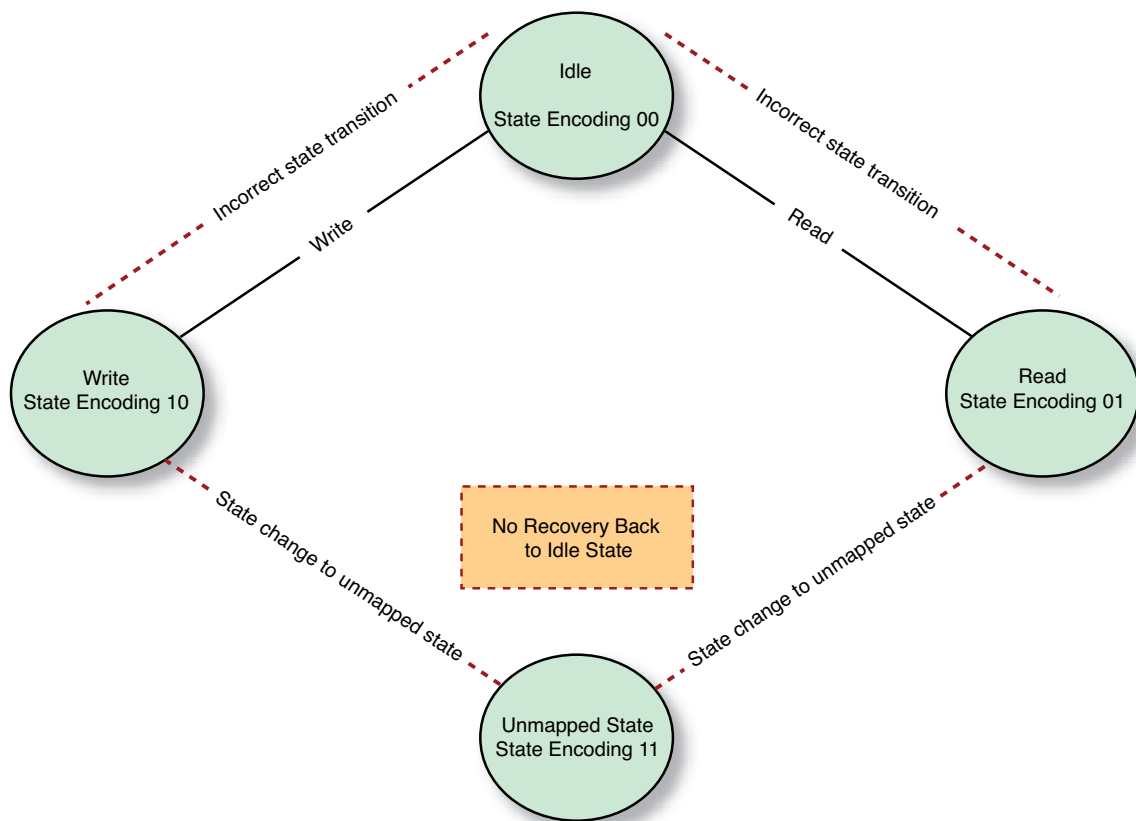 Idle
State Encoding 00
Incorrect state transition
Incorrect state transition
Write
Read
Write
State Encoding 10
Read
State Encoding 01
No Recovery Back
to Idle State
State change to unmapped state
State change to unmapped state
Unmapped State
State Encoding 11